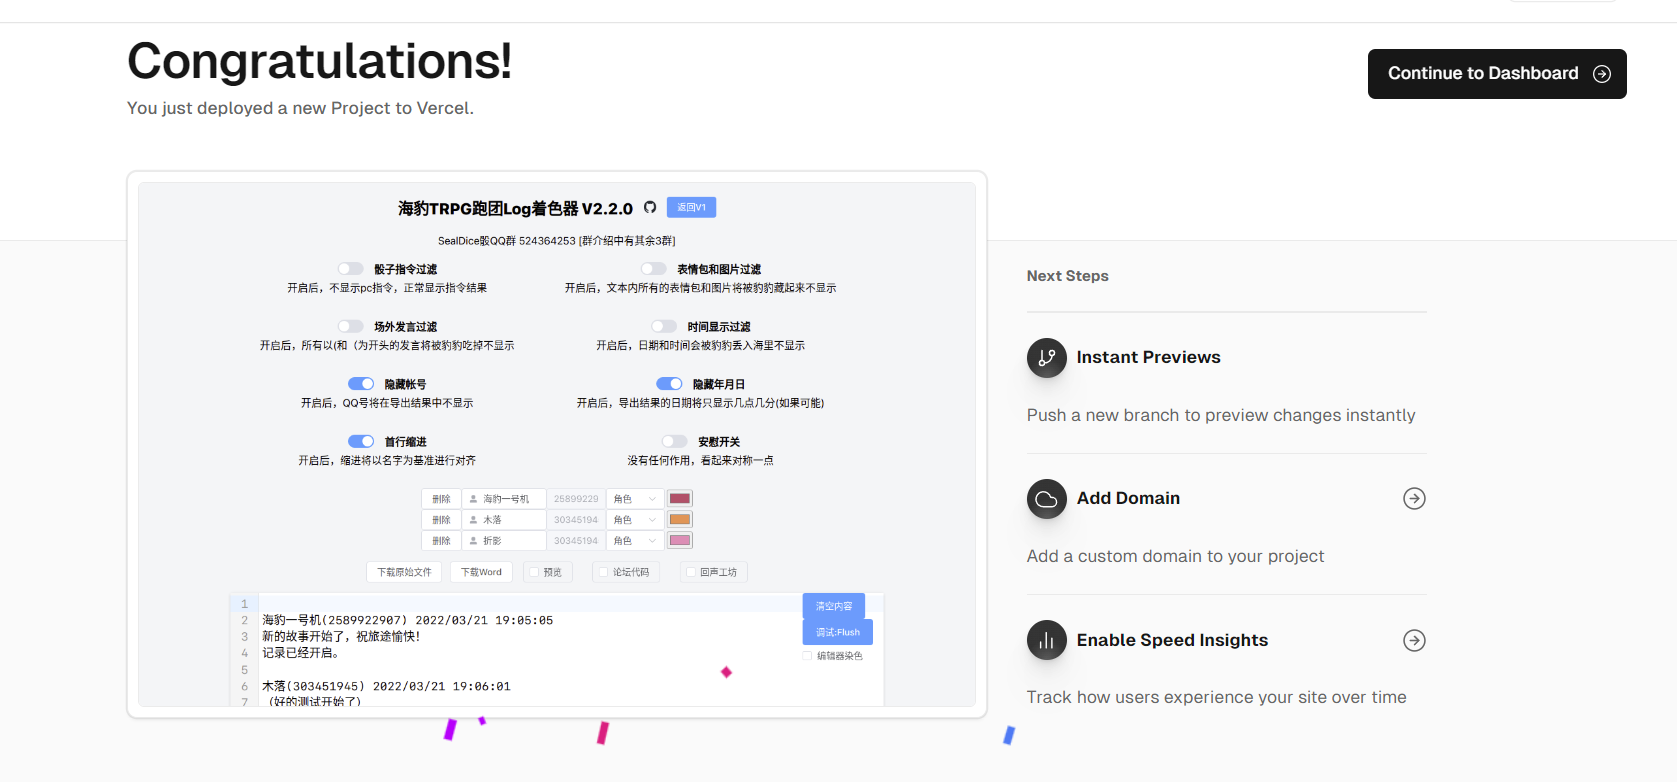 Congratulations!
You just deployed a new Project to Vercel.
Continue to Dashboard
海豹TRPG跑团Log着色器 V2.2.0 返回V1
SealDice骰QQ群 524364253 [群介绍中有其余3群]
骰子指令过滤
开启后，不显示pc指令，正常显示指令结果
表情包和图片过滤
开启后，文本内所有的表情包和图片将被豹豹藏起来不显示
场外发言过滤
开启后，所有以(和（为开头的发言将被豹豹吃掉不显示
时间显示过滤
开启后，日期和时间会被豹豹丢入海里不显示
隐藏帐号
开启后，QQ号将在导出结果中不显示
隐藏年月日
开启后，导出结果的日期将只显示几点几分(如果可能)
首行缩进
开启后，缩进将以名字为基准进行对齐
安慰开关
没有任何作用，看起来对称一点
删除 海豹一号机 25899229 角色
删除 木落 30345194 角色
删除 折影 30345194 角色
下载原始文件 下载Word 预览 论坛代码 回声工坊
1
2 海豹一号机(2589922907) 2022/03/21 19:05:05
3 新的故事开始了，祝旅途愉快！
4 记录已经开启。
5
6 木落(303451945) 2022/03/21 19:06:01
7 （好的测试开始了）
清空内容
调试:Flush
编辑器染色
Next Steps
Instant Previews
Push a new branch to preview changes instantly
Add Domain
Add a custom domain to your project
Enable Speed Insights
Track how users experience your site over time